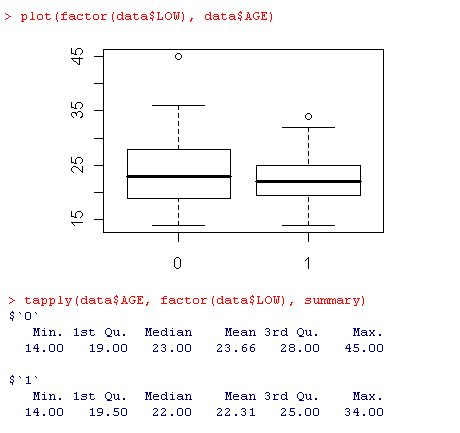 > plot(factor(data$LOW), data$AGE)
45
35
25
15
0 1
> tapply(data$AGE, factor(data$LOW), summary)
$`0`
Min. 1st Qu. Median Mean 3rd Qu. Max.
14.00 19.00 23.00 23.66 28.00 45.00
$`1`
Min. 1st Qu. Median Mean 3rd Qu. Max.
14.00 19.50 22.00 22.31 25.00 34.00